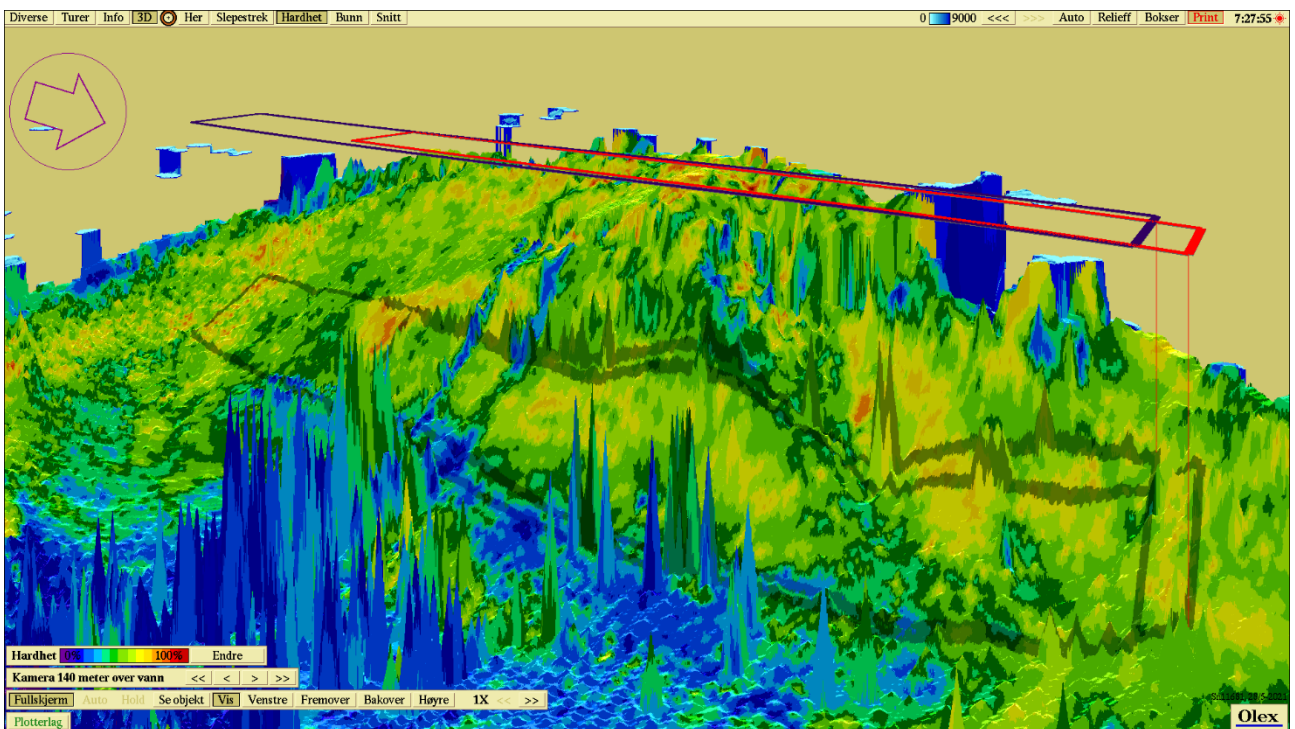 Diverse Turer Info 3D Her Slepestrek Hardhet Bunn Snitt 0 9000 <<< >>> Auto Relieff Bokser Print 7:27:55
Hardhet 0% 100% Endre
Kamera 140 meter over vann << < > >>
Fullskjerm Auto Hold Se objekt Vis Venstre Fremover Bakover Høyre 1X << >>
Plotterlag
Olex